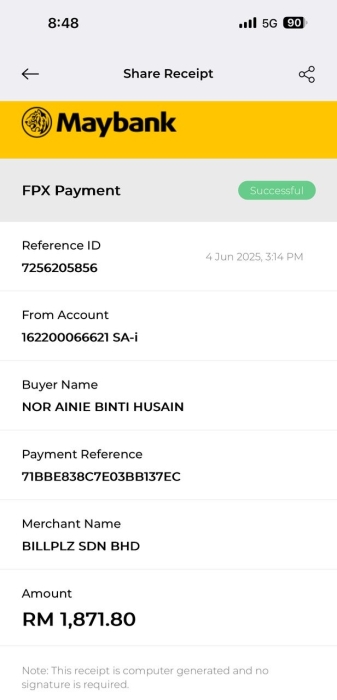 8:48
5G 90
Share Receipt
Maybank
FPX Payment
Successful
Reference ID
4 Jun 2025, 3:14 PM
7256205856
From Account
162200066621 SA-i
Buyer Name
NOR AINIE BINTI HUSAIN
Payment Reference
71BBE838C7E03BB137EC
Merchant Name
BILLPLZ SDN BHD
Amount
RM 1,871.80
Note: This receipt is computer generated and no
signature is required.